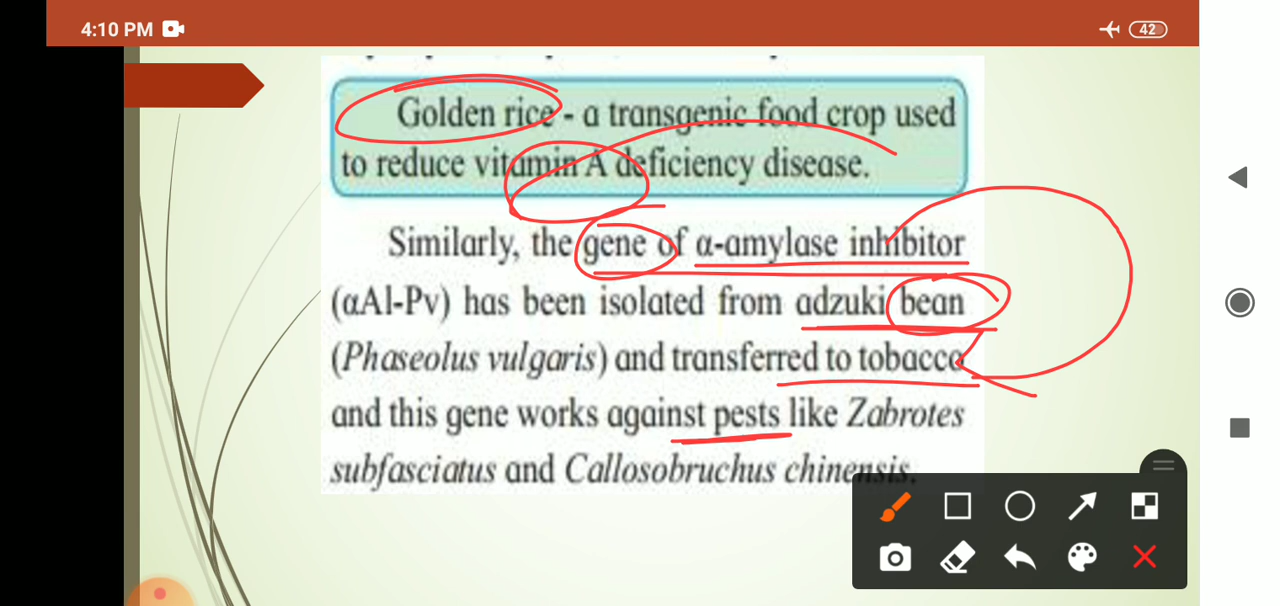 4:10 PM
42
Golden rice - a transgenic food crop used
to reduce vitamin A deficiency disease.
Similarly, the gene of α-amylase inhibitor
(αAl-Pv) has been isolated from adzuki bean
(Phaseolus vulgaris) and transferred to tobacco
and this gene works against pests like Zabrotes
subfasciatus and Callosobruchus chinensis.